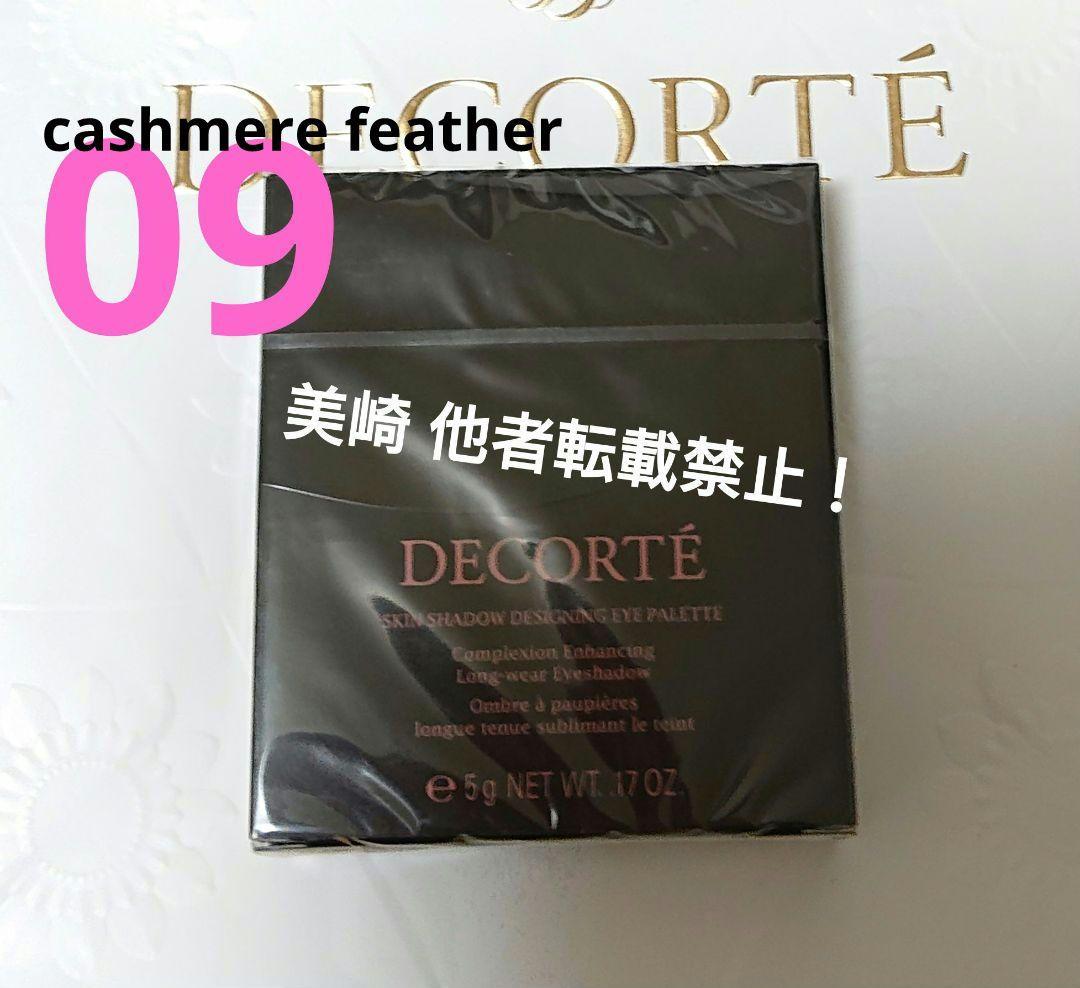 DECORTÉ
cashmere feather
09
美崎 他者転載禁止！
DECORTÉ
SKIN SHADOW DESIGNING EYE PALETTE
Complexion Enhancing
Long-wear Eyeshadow
Ombre à paupières
longue tenue sublimant le teint
℮5g NET WT. .17 OZ.